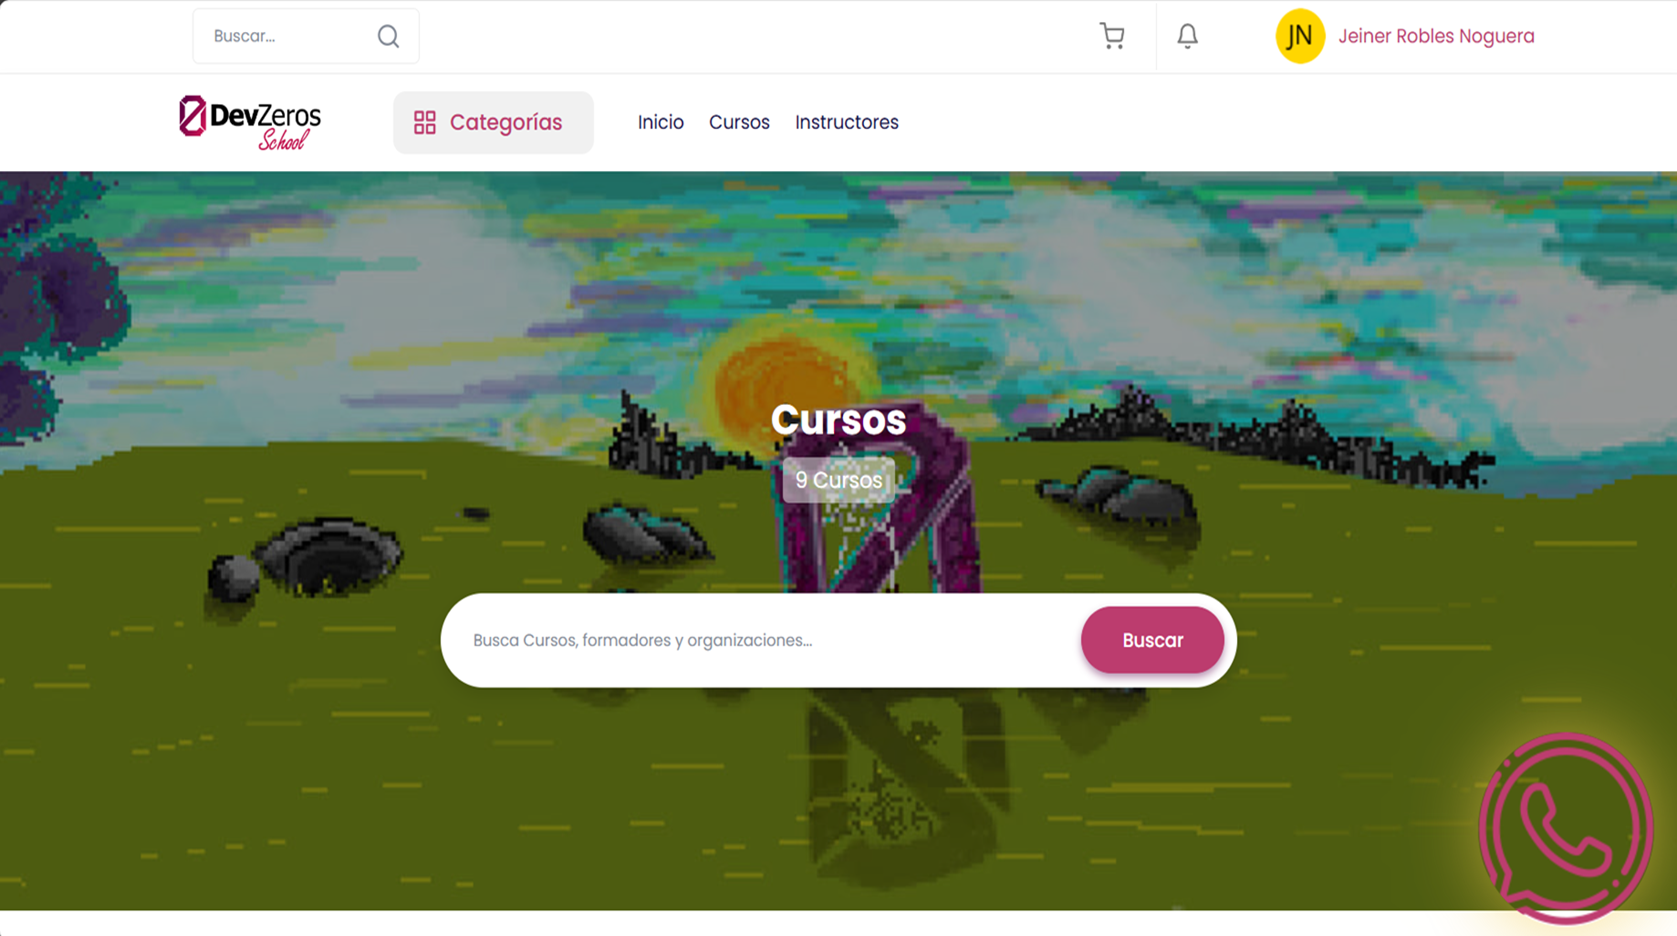 Buscar...
JN
Jeiner Robles Noguera
DevZeros
School
Categorías
Inicio
Cursos
Instructores
Cursos
9 Cursos
Busca Cursos, formadores y organizaciones...
Buscar